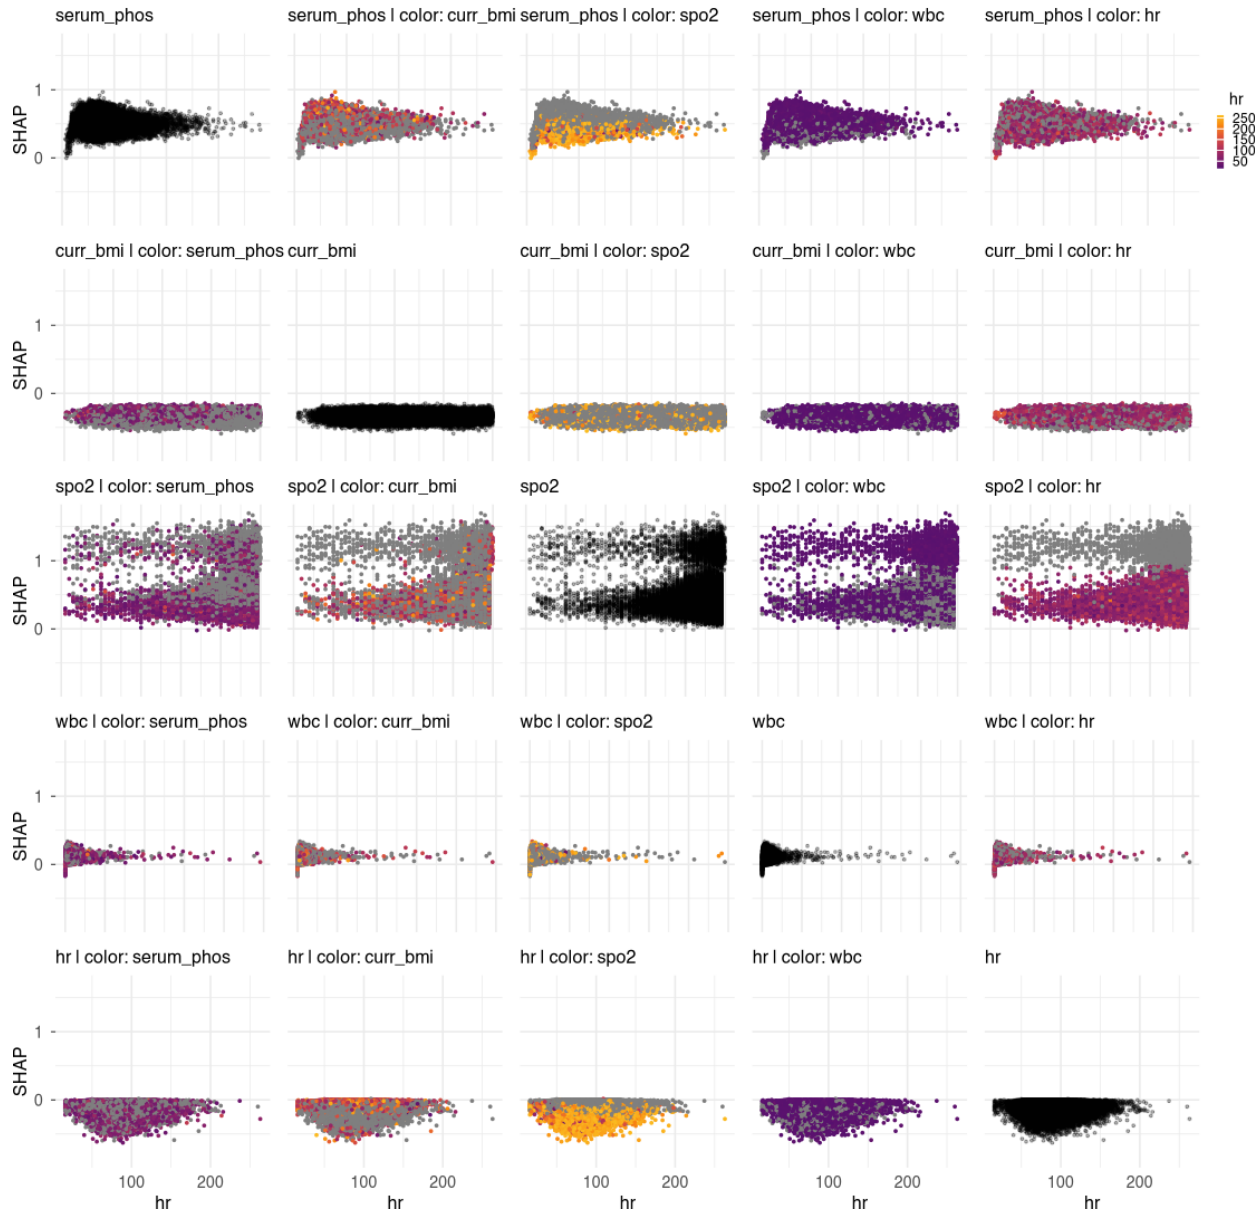 serum_phos
serum_phos | color: curr_bmi
serum_phos | color: spo2
serum_phos | color: wbc
serum_phos | color: hr
SHAP
1
0
hr
250
200
150
100
50
curr_bmi | color: serum_phos
curr_bmi
curr_bmi | color: spo2
curr_bmi | color: wbc
curr_bmi | color: hr
SHAP
1
0
spo2 | color: serum_phos
spo2 | color: curr_bmi
spo2
spo2 | color: wbc
spo2 | color: hr
SHAP
1
0
wbc | color: serum_phos
wbc | color: curr_bmi
wbc | color: spo2
wbc
wbc | color: hr
SHAP
1
0
hr | color: serum_phos
hr | color: curr_bmi
hr | color: spo2
hr | color: wbc
hr
SHAP
1
0
100 200
100 200
100 200
100 200
100 200
hr
hr
hr
hr
hr